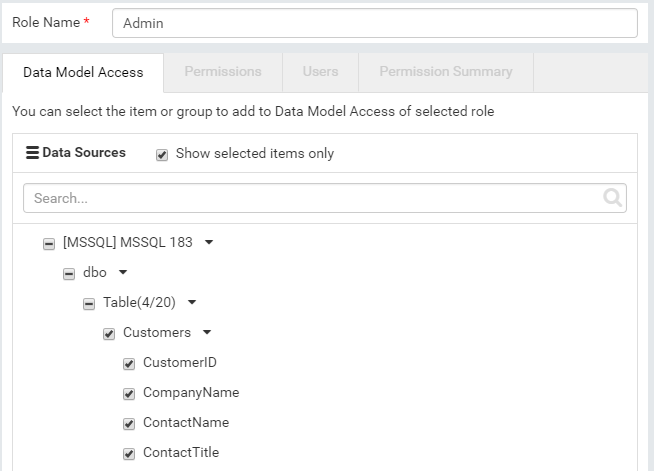 Role Name * Admin
Data Model Access Permissions Users Permission Summary
You can select the item or group to add to Data Model Access of selected role
Data Sources Show selected items only
Search...
[MSSQL] MSSQL 183
dbo
Table(4/20)
Customers
CustomerID
CompanyName
ContactName
ContactTitle